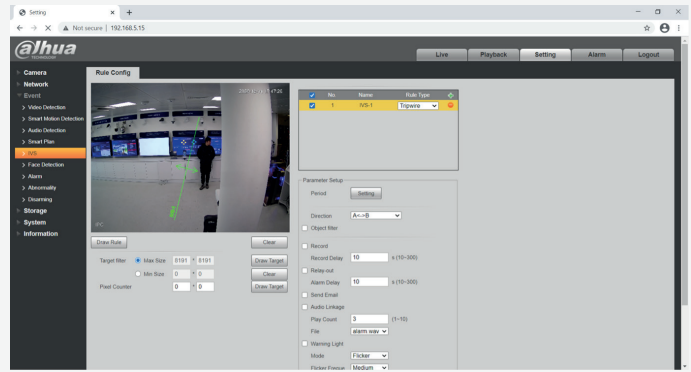 Setting
Not secure | 192.168.5.15
alhua
TECHNOLOGY
Live Playback Setting Alarm Logout
Camera
Network
Event
Video Detection
Smart Motion Detection
Audio Detection
Smart Plan
IVS
Face Detection
Alarm
Abnormality
Disarming
Storage
System
Information
Rule Config
IPC
Draw Rule Clear
Target filter Max Size 8191 * 8191 Draw Target
Min Size 0 * 0 Clear
Pixel Counter 0 * 0 Draw Target
No. Name Rule Type
1 IVS-1 Tripwire
Parameter Setup
Period Setting
Direction A<->B
Object filter
Record
Record Delay 10 s (10~300)
Relay-out
Alarm Delay 10 s (10~300)
Send Email
Audio Linkage
Play Count 3 (1~10)
File alarm.wav
Warning Light
Mode Flicker
Flicker Freque Medium